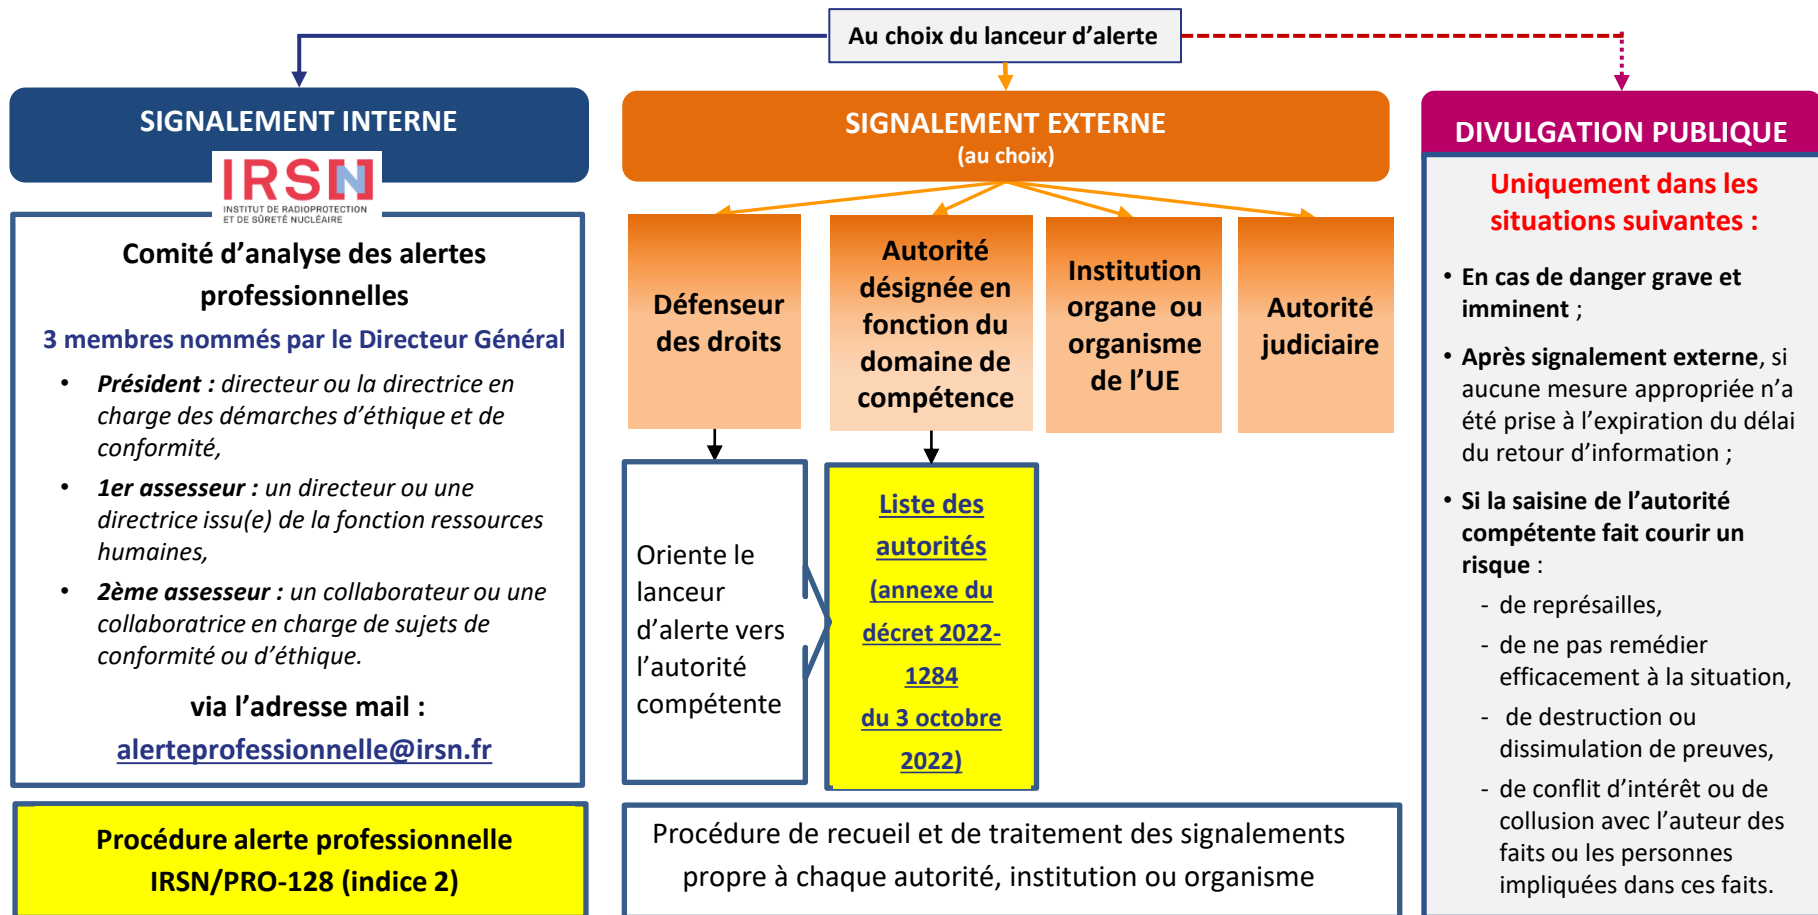 Au choix du lanceur d’alerte
SIGNALEMENT INTERNE
IRSN
INSTITUT DE RADIOPROTECTION
ET DE SÛRETÉ NUCLÉAIRE
Comité d’analyse des alertes
professionnelles
3 membres nommés par le Directeur Général
• Président : directeur ou la directrice en
charge des démarches d’éthique et de
conformité,
• 1er assesseur : un directeur ou une
directrice issu(e) de la fonction ressources
humaines,
• 2ème assesseur : un collaborateur ou une
collaboratrice en charge de sujets de
conformité ou d’éthique.
via l’adresse mail :
alerteprofessionnelle@irsn.fr
Procédure alerte professionnelle
IRSN/PRO-128 (indice 2)
SIGNALEMENT EXTERNE
(au choix)
Défenseur
des droits
Autorité
désignée en
fonction du
domaine de
compétence
Institution
organe ou
organisme
de l’UE
Autorité
judiciaire
Oriente le
lanceur
d’alerte vers
l’autorité
compétente
Liste des
autorités
(annexe du
décret 2022-
1284
du 3 octobre
2022)
Procédure de recueil et de traitement des signalements
propre à chaque autorité, institution ou organisme
DIVULGATION PUBLIQUE
Uniquement dans les
situations suivantes :
• En cas de danger grave et
imminent ;
• Après signalement externe, si
aucune mesure appropriée n’a
été prise à l’expiration du délai
du retour d’information ;
• Si la saisine de l’autorité
compétente fait courir un
risque :
- de représailles,
- de ne pas remédier
efficacement à la situation,
- de destruction ou
dissimulation de preuves,
- de conflit d’intérêt ou de
collusion avec l’auteur des
faits ou les personnes
impliquées dans ces faits.